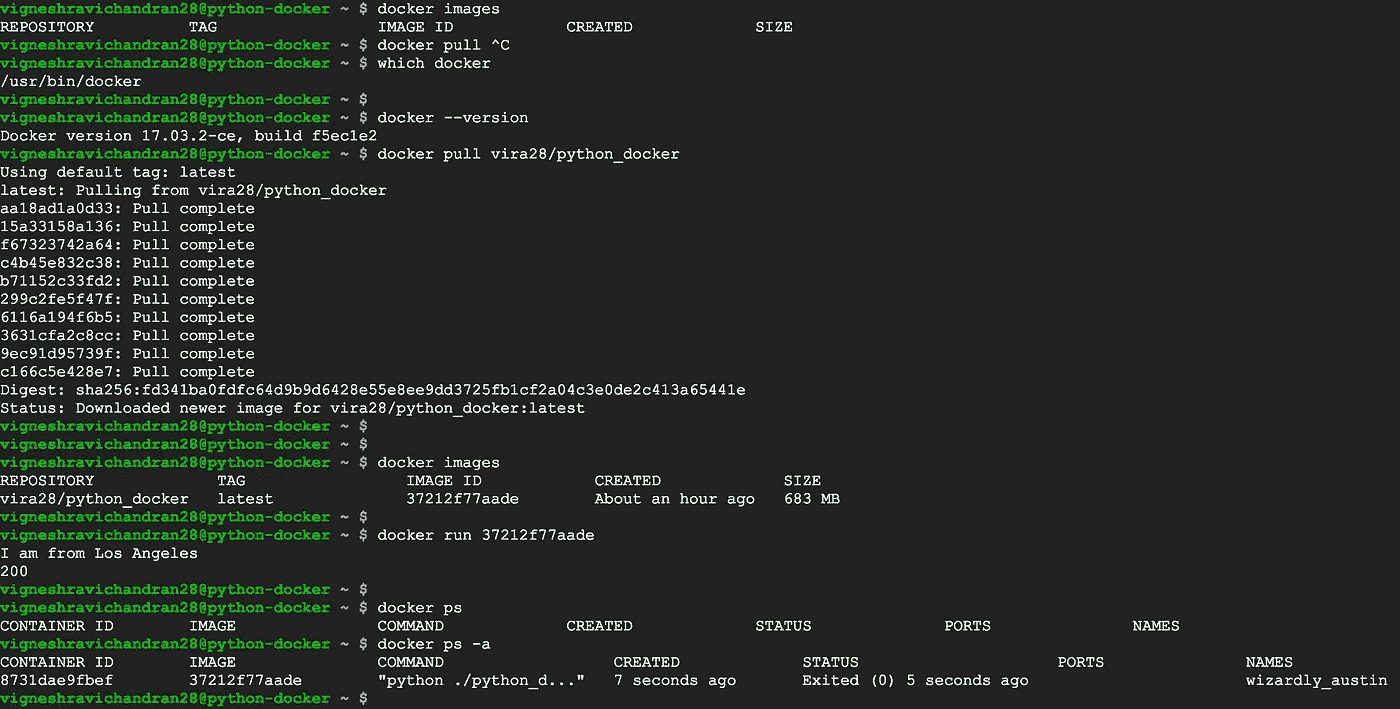 vigneshravichandran28@python-docker ~ $ docker images
REPOSITORY          TAG                 IMAGE ID            CREATED             SIZE
vigneshravichandran28@python-docker ~ $ docker pull ^C
vigneshravichandran28@python-docker ~ $ which docker
/usr/bin/docker
vigneshravichandran28@python-docker ~ $
vigneshravichandran28@python-docker ~ $ docker --version
Docker version 17.03.2-ce, build f5ec1e2
vigneshravichandran28@python-docker ~ $ docker pull vira28/python_docker
Using default tag: latest
latest: Pulling from vira28/python_docker
aa18ad1a0d33: Pull complete
15a33158a136: Pull complete
f67323742a64: Pull complete
c4b45e832c38: Pull complete
b71152c33fd2: Pull complete
299c2fe5f47f: Pull complete
6116a194f6b5: Pull complete
3631cfa2c8cc: Pull complete
9ec91d95739f: Pull complete
c166c5e428e7: Pull complete
Digest: sha256:fd341ba0fdfc64d9b9d6428e55e8ee9dd3725fb1cf2a04c3e0de2c413a65441e
Status: Downloaded newer image for vira28/python_docker:latest
vigneshravichandran28@python-docker ~ $
vigneshravichandran28@python-docker ~ $
vigneshravichandran28@python-docker ~ $ docker images
REPOSITORY             TAG                 IMAGE ID            CREATED             SIZE
vira28/python_docker   latest              37212f77aade        About an hour ago   683 MB
vigneshravichandran28@python-docker ~ $
vigneshravichandran28@python-docker ~ $ docker run 37212f77aade
I am from Los Angeles
200
vigneshravichandran28@python-docker ~ $
vigneshravichandran28@python-docker ~ $ docker ps
CONTAINER ID        IMAGE               COMMAND             CREATED             STATUS              PORTS               NAMES
vigneshravichandran28@python-docker ~ $ docker ps -a
CONTAINER ID        IMAGE               COMMAND                  CREATED             STATUS                     PORTS               NAMES
8731dae9fbef        37212f77aade        "python ./python_d..."   7 seconds ago       Exited (0) 5 seconds ago                       wizardly_austin
vigneshravichandran28@python-docker ~ $